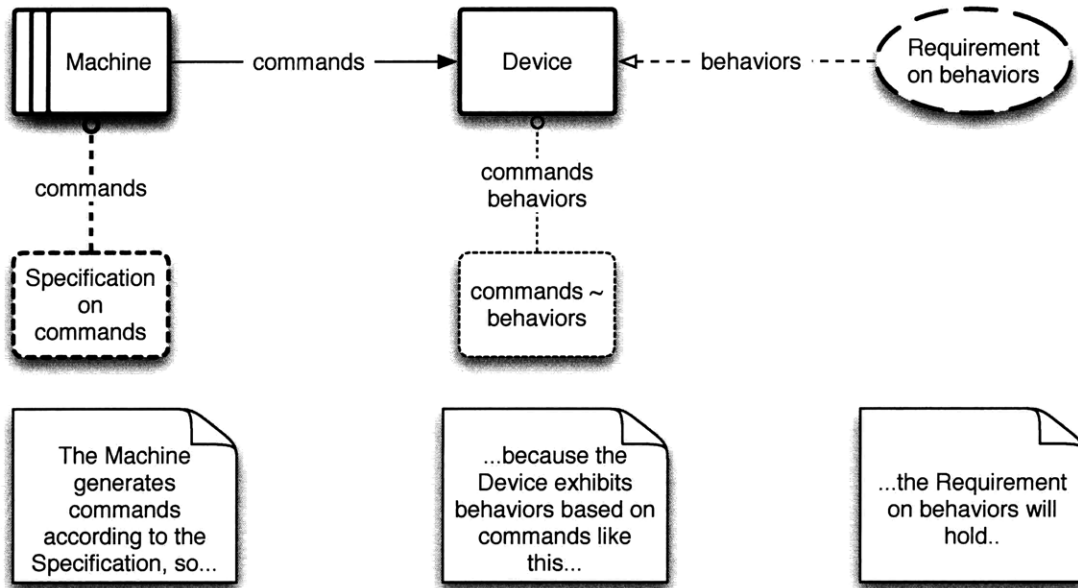 Machine
commands
Device
behaviors
Requirement
on behaviors
commands
commands
behaviors
Specification
on
commands
commands ~
behaviors
The Machine
generates
commands
according to the
Specification, so...
...because the
Device exhibits
behaviors based on
commands like
this...
...the Requirement
on behaviors will
hold..